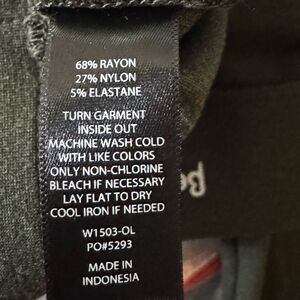 68% RAYON
27% NYLON
5% ELASTANE
TURN GARMENT
INSIDE OUT
MACHINE WASH COLD
WITH LIKE COLORS
ONLY NON-CHLORINE
BLEACH IF NECESSARY
LAY FLAT TO DRY
COOL IRON IF NEEDED
W1503-OL
PO#5293
MADE IN
INDONESIA